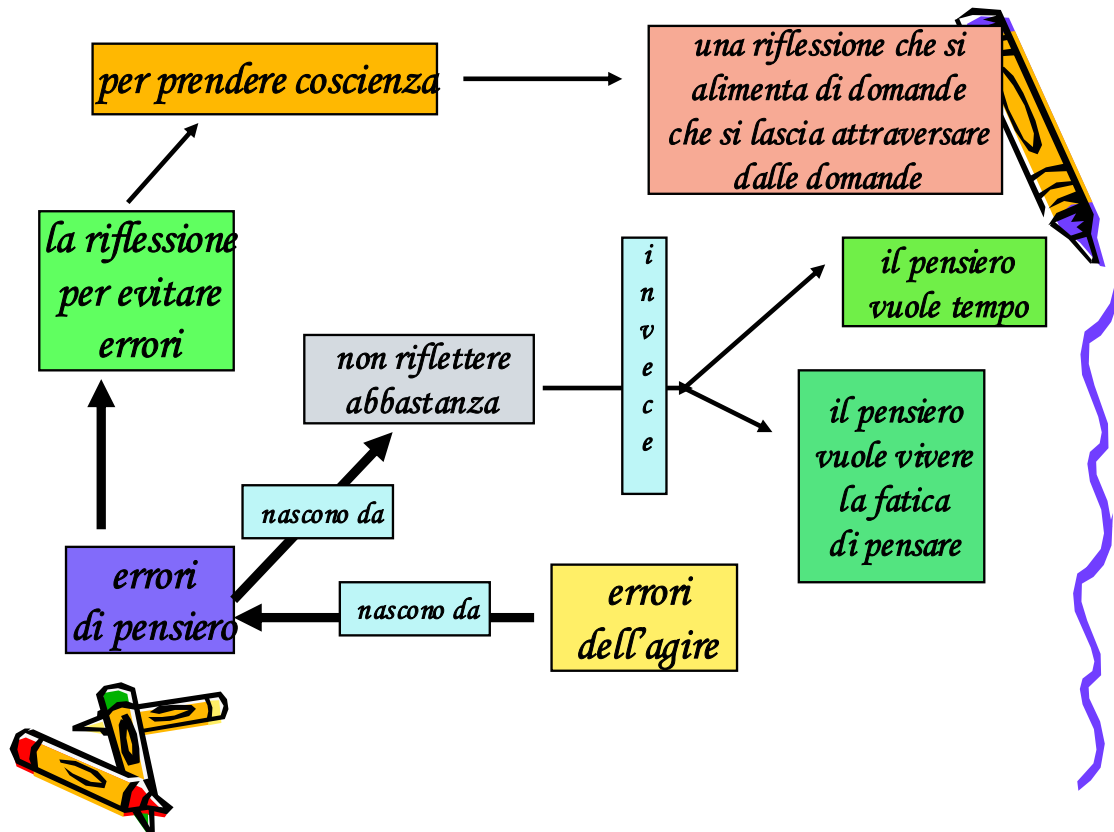 per prendere coscienza
una riflessione che si
alimenta di domande
che si lascia attraversare
dalle domande
la riflessione
per evitare
errori
invece
il pensiero
vuole tempo
non riflettere
abbastanza
il pensiero
vuole vivere
la fatica
di pensare
nascono da
errori
di pensiero
nascono da
errori
dell'agire